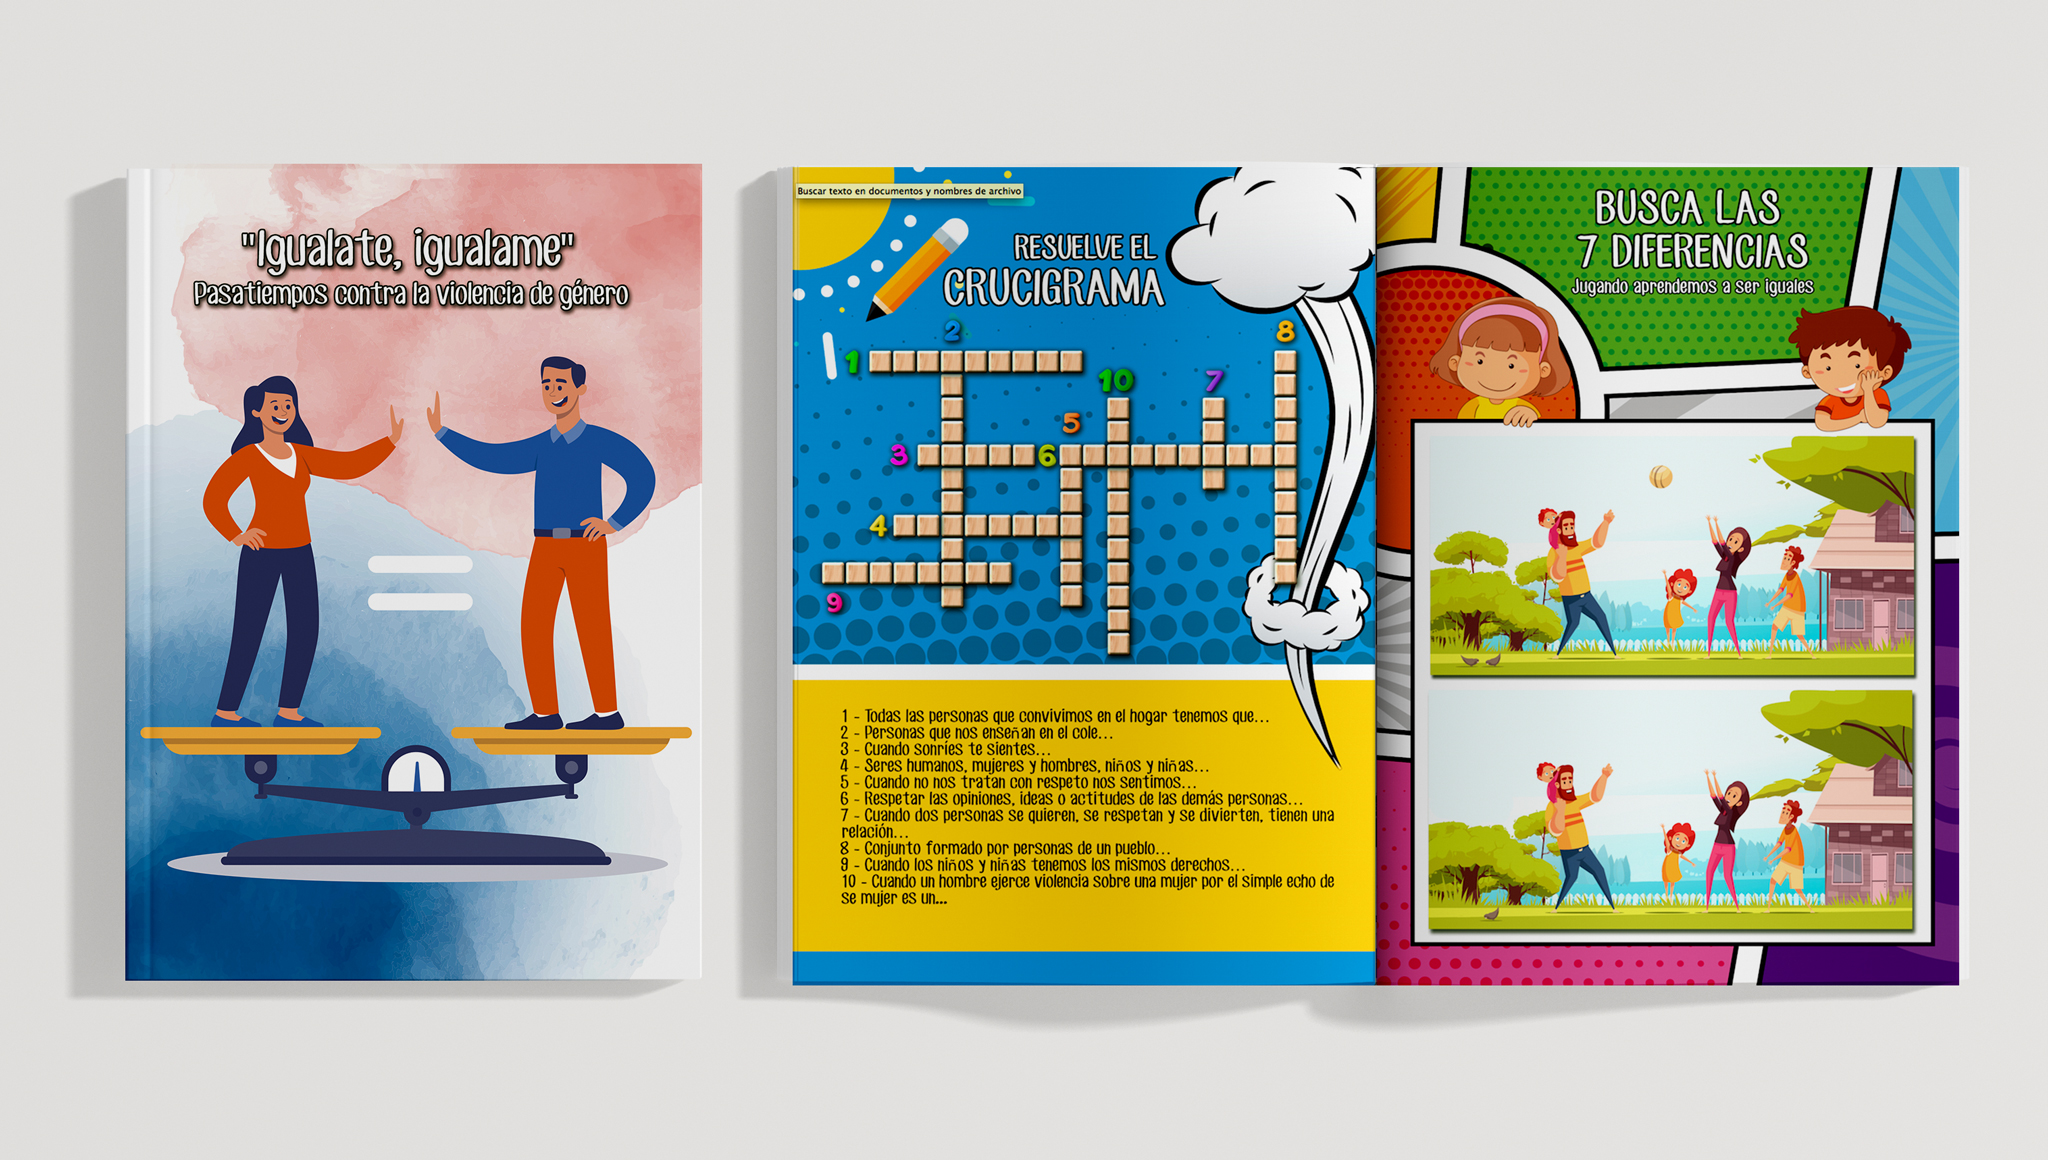 "Igualate, igualame"
Pasatiempos contra la violencia de género
Buscar texto en documentos y nombres de archivo
RESUELVE EL
CRUCIGRAMA
2
8
1
10
7
5
3
6
4
9
1 - Todas las personas que convivimos en el hogar tenemos que...
2 - Personas que nos enseñan en el cole...
3 - Cuando sonríes te sientes...
4 - Seres humanos, mujeres y hombres, niños y niñas...
5 - Cuando no nos tratan con respeto nos sentimos...
6 - Respetar las opiniones, ideas o actitudes de las demás personas...
7 - Cuando dos personas se quieren, se respetan y se divierten, tienen una
relación...
8 - Conjunto formado por personas de un pueblo...
9 - Cuando los niños y niñas tenemos los mismos derechos...
10 - Cuando un hombre ejerce violencia sobre una mujer por el simple echo de
se mujer es un...
BUSCA LAS
7 DIFERENCIAS
Jugando aprendemos a ser iguales